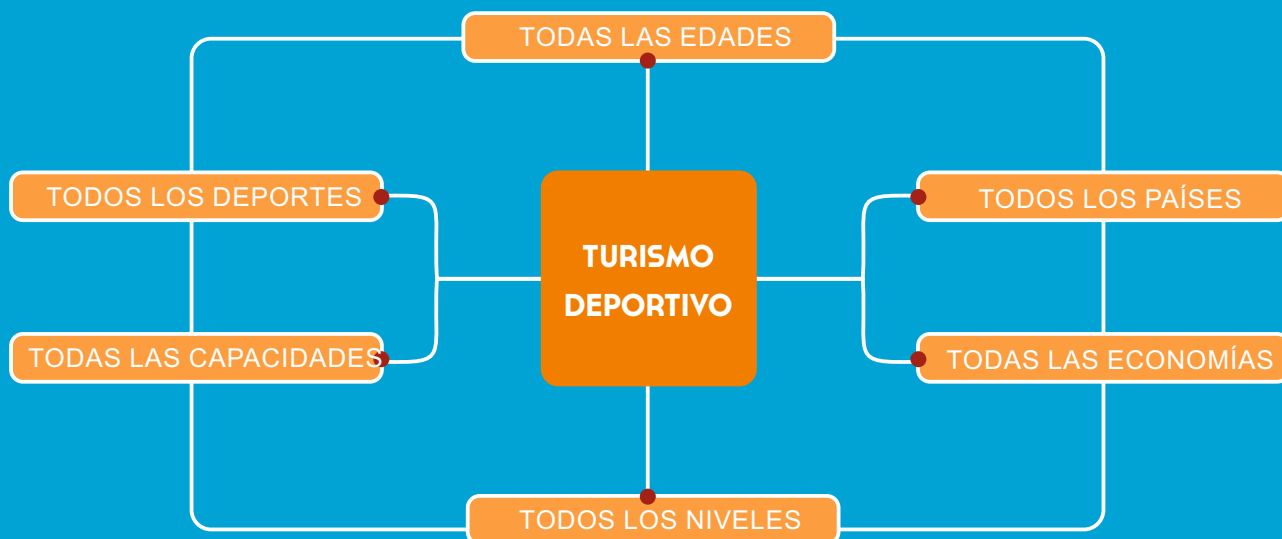 TODAS LAS EDADES
TODOS LOS DEPORTES
TODOS LOS PAÍSES
TURISMO
DEPORTIVO
TODAS LAS CAPACIDADES
TODAS LAS ECONOMÍAS
TODOS LOS NIVELES